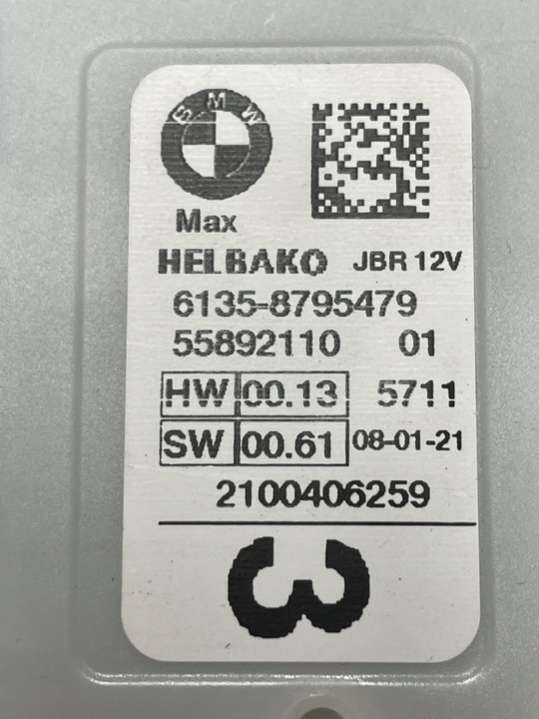 BMW
Max
HELBAKO JBR 12V
6135-8795479
55892110 01
HW 00.13 5711
SW 00.61 08-01-21
2100406259
3